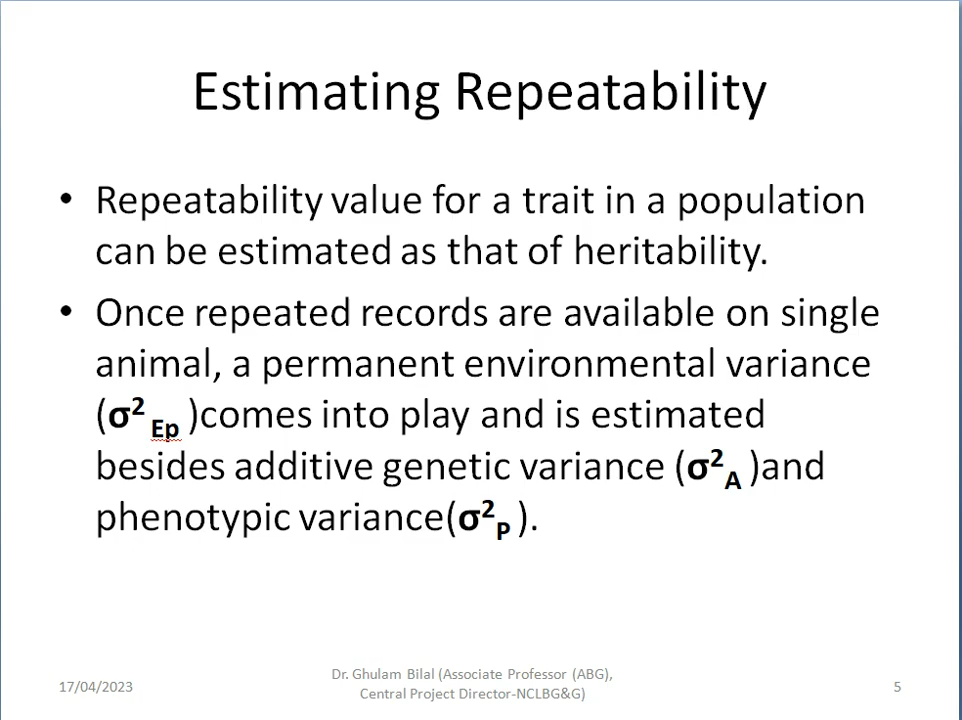 Estimating Repeatability
• Repeatability value for a trait in a population
can be estimated as that of heritability.
• Once repeated records are available on single
animal, a permanent environmental variance
(σ² Ep )comes into play and is estimated
besides additive genetic variance (σ²A )and
phenotypic variance(σ²P ).
17/04/2023
Dr. Ghulam Bilal (Associate Professor (ABG),
Central Project Director-NCLBG&G)
5